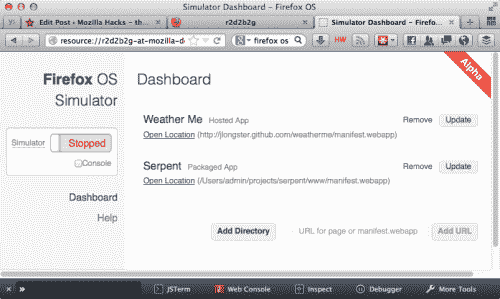 Simulator Dashboard - Firefox OS
Edit Post ‹ Mozilla Hacks – th...
r2d2b2g
Simulator Dashboard - Firefo...
resource://r2d2b2g-at-mozilla-d
firefox os
HW
Alpha
Firefox OS
Simulator
Simulator
Stopped
Console
Dashboard
Help
Dashboard
Weather Me Hosted App
Remove
Update
Open Location (http://jlongster.github.com/weatherme/manifest.webapp)
Serpent Packaged App
Remove
Update
Open Location (/Users/admin/projects/serpent/www/manifest.webapp)
Add Directory
URL for page or manifest.webapp
Add URL
JSTerm
Web Console
Inspect
Debugger
More Tools